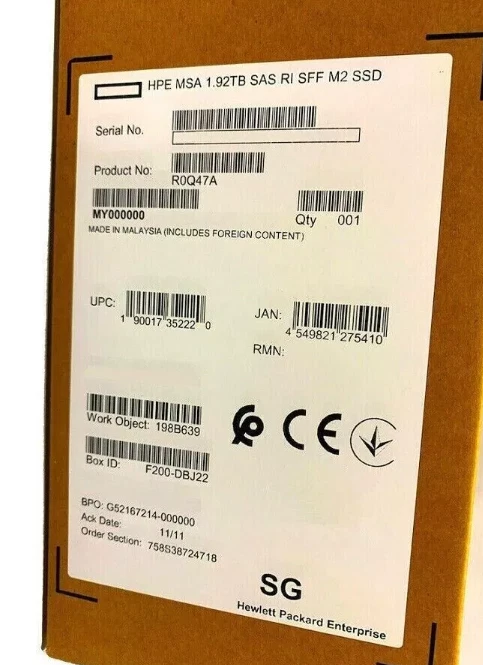 HPE MSA 1.92TB SAS RI SFF M2 SSD
Serial No.
Product No:
R0Q47A
MY000000
Qty 001
MADE IN MALAYSIA (INCLUDES FOREIGN CONTENT)
UPC:
1 90017 35222 0
JAN:
4 549821 275410
RMN:
Work Object: 198B639
Box ID: F200-DBJ22
CE
BPO: G52167214-000000
Ack Date: 11/11
Order Section: 758S38724718
SG
Hewlett Packard Enterprise